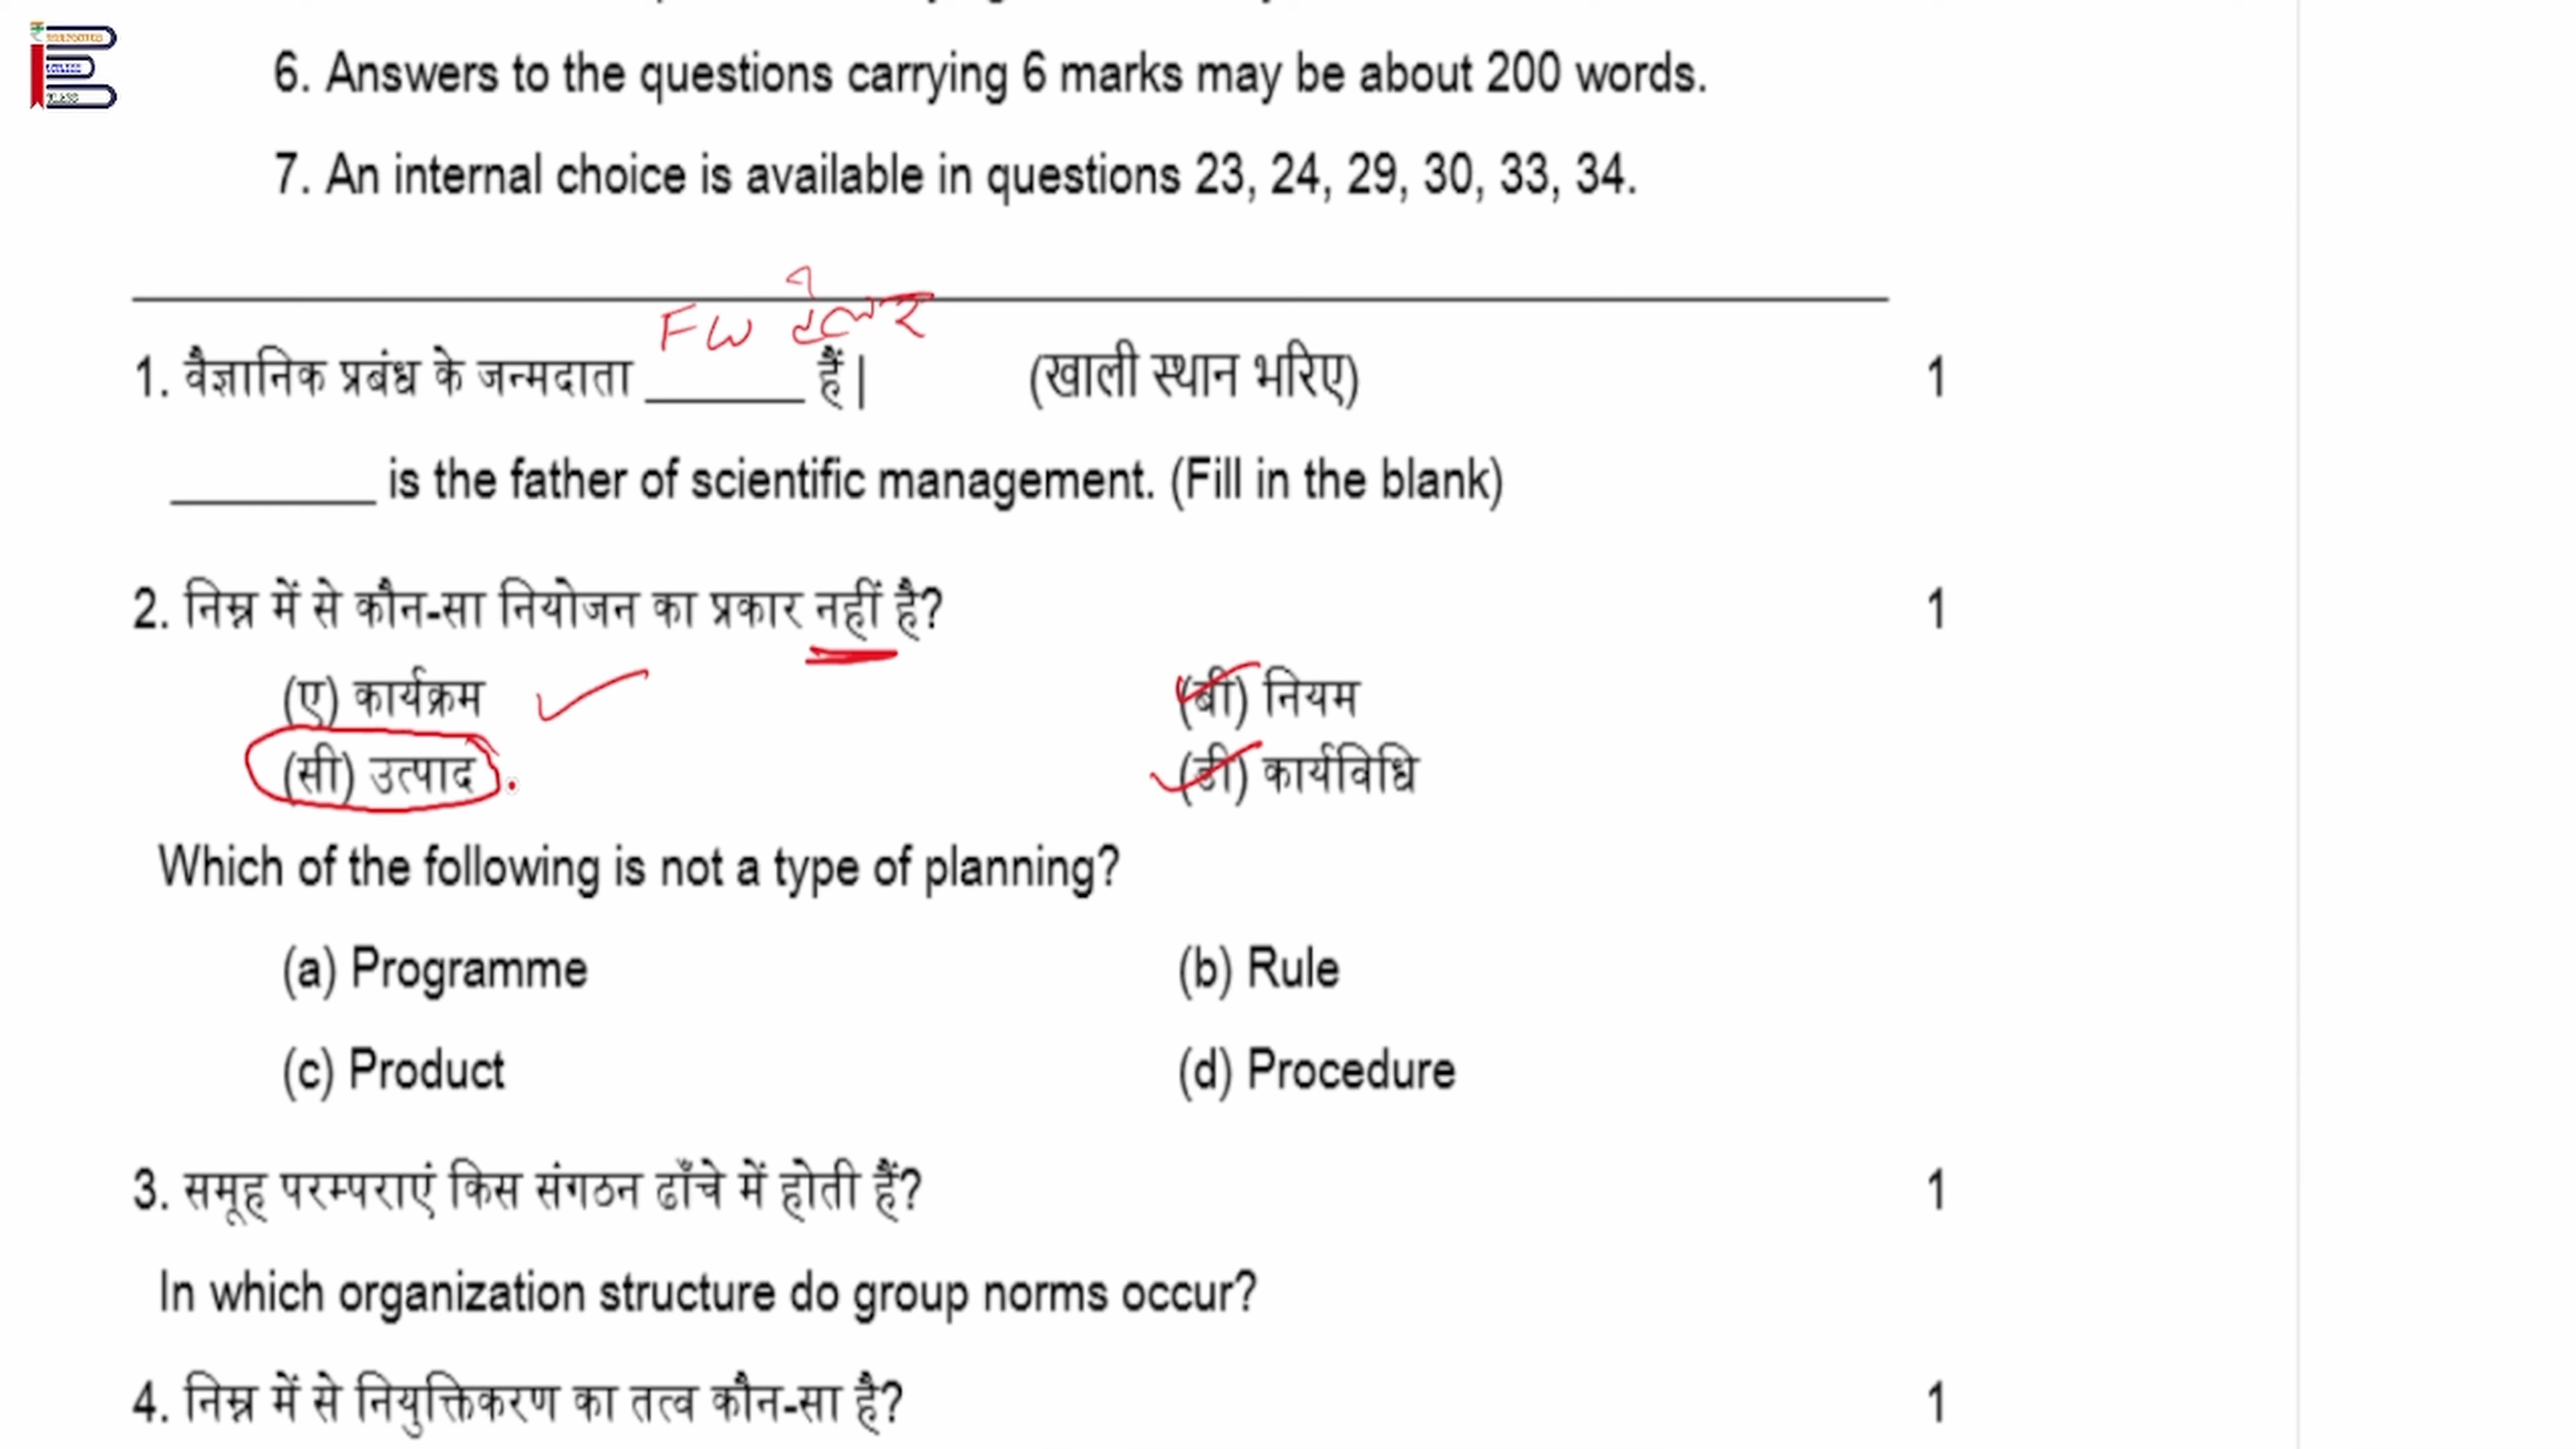 6. Answers to the questions carrying 6 marks may be about 200 words.
7. An internal choice is available in questions 23, 24, 29, 30, 33, 34.
FW टेलर
1. वैज्ञानिक प्रबंध के जन्मदाता ______ हैं| (खाली स्थान भरिए) 1
________ is the father of scientific management. (Fill in the blank)
2. निम्न में से कौन-सा नियोजन का प्रकार नहीं है? 1
(ए) कार्यक्रम (बी) नियम
(सी) उत्पाद (डी) कार्यविधि
Which of the following is not a type of planning?
(a) Programme (b) Rule
(c) Product (d) Procedure
3. समूह परम्पराएं किस संगठन ढाँचे में होती हैं? 1
In which organization structure do group norms occur?
4. निम्न में से नियुक्तिकरण का तत्व कौन-सा है? 1